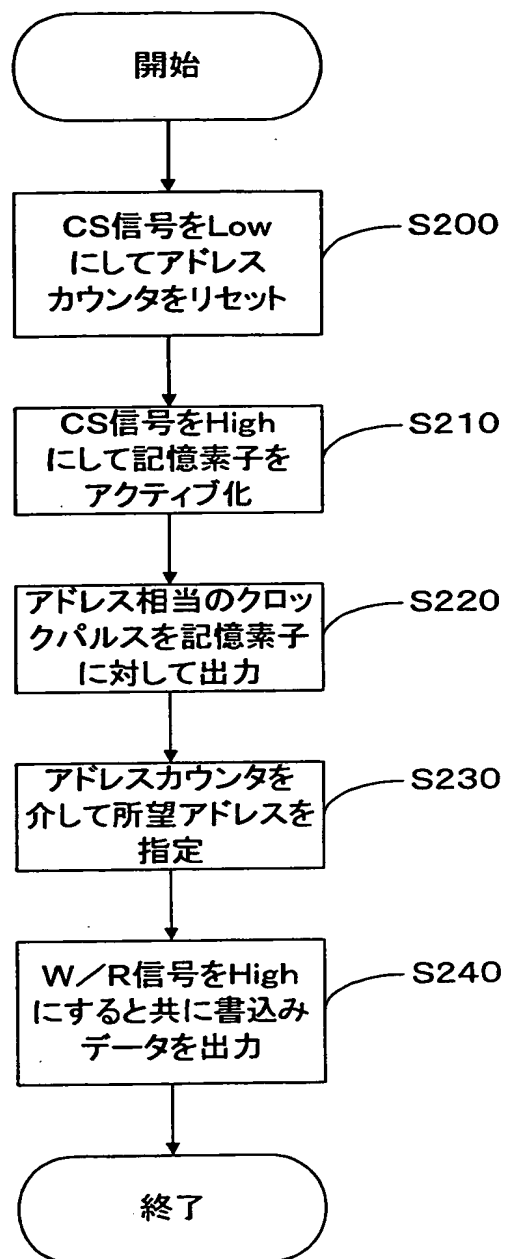 開始
CS信号をLow
にしてアドレス
カウンタをリセット
S200
CS信号をHigh
にして記憶素子を
アクティブ化
S210
アドレス相当のクロッ
クパルスを記憶素子
に対して出力
S220
アドレスカウンタを
介して所望アドレスを
指定
S230
W/R信号をHigh
にすると共に書込み
データを出力
S240
終了